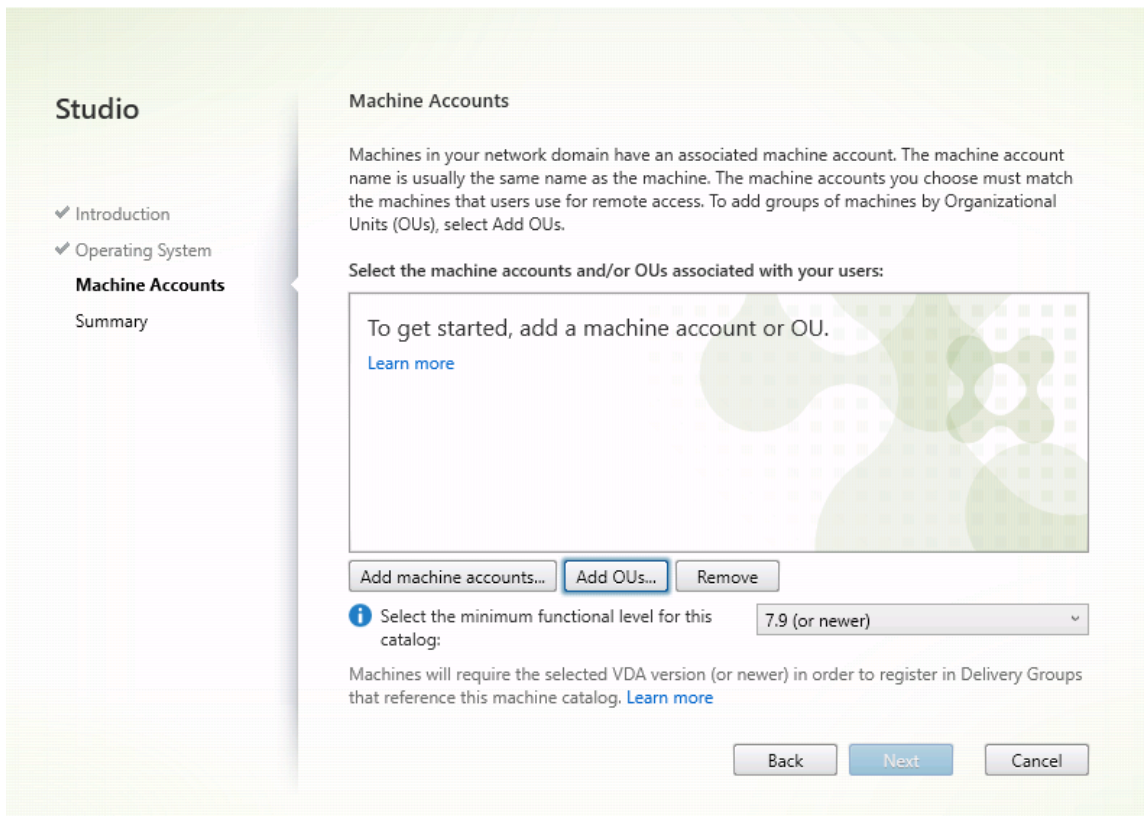 Studio
Introduction
Operating System
Machine Accounts
Summary
Machine Accounts
Machines in your network domain have an associated machine account. The machine account
name is usually the same name as the machine. The machine accounts you choose must match
the machines that users use for remote access. To add groups of machines by Organizational
Units (OUs), select Add OUs.
Select the machine accounts and/or OUs associated with your users:
To get started, add a machine account or OU.
Learn more
Add machine accounts... Add OUs... Remove
Select the minimum functional level for this
catalog:
7.9 (or newer)
Machines will require the selected VDA version (or newer) in order to register in Delivery Groups
that reference this machine catalog. Learn more
Back Next Cancel